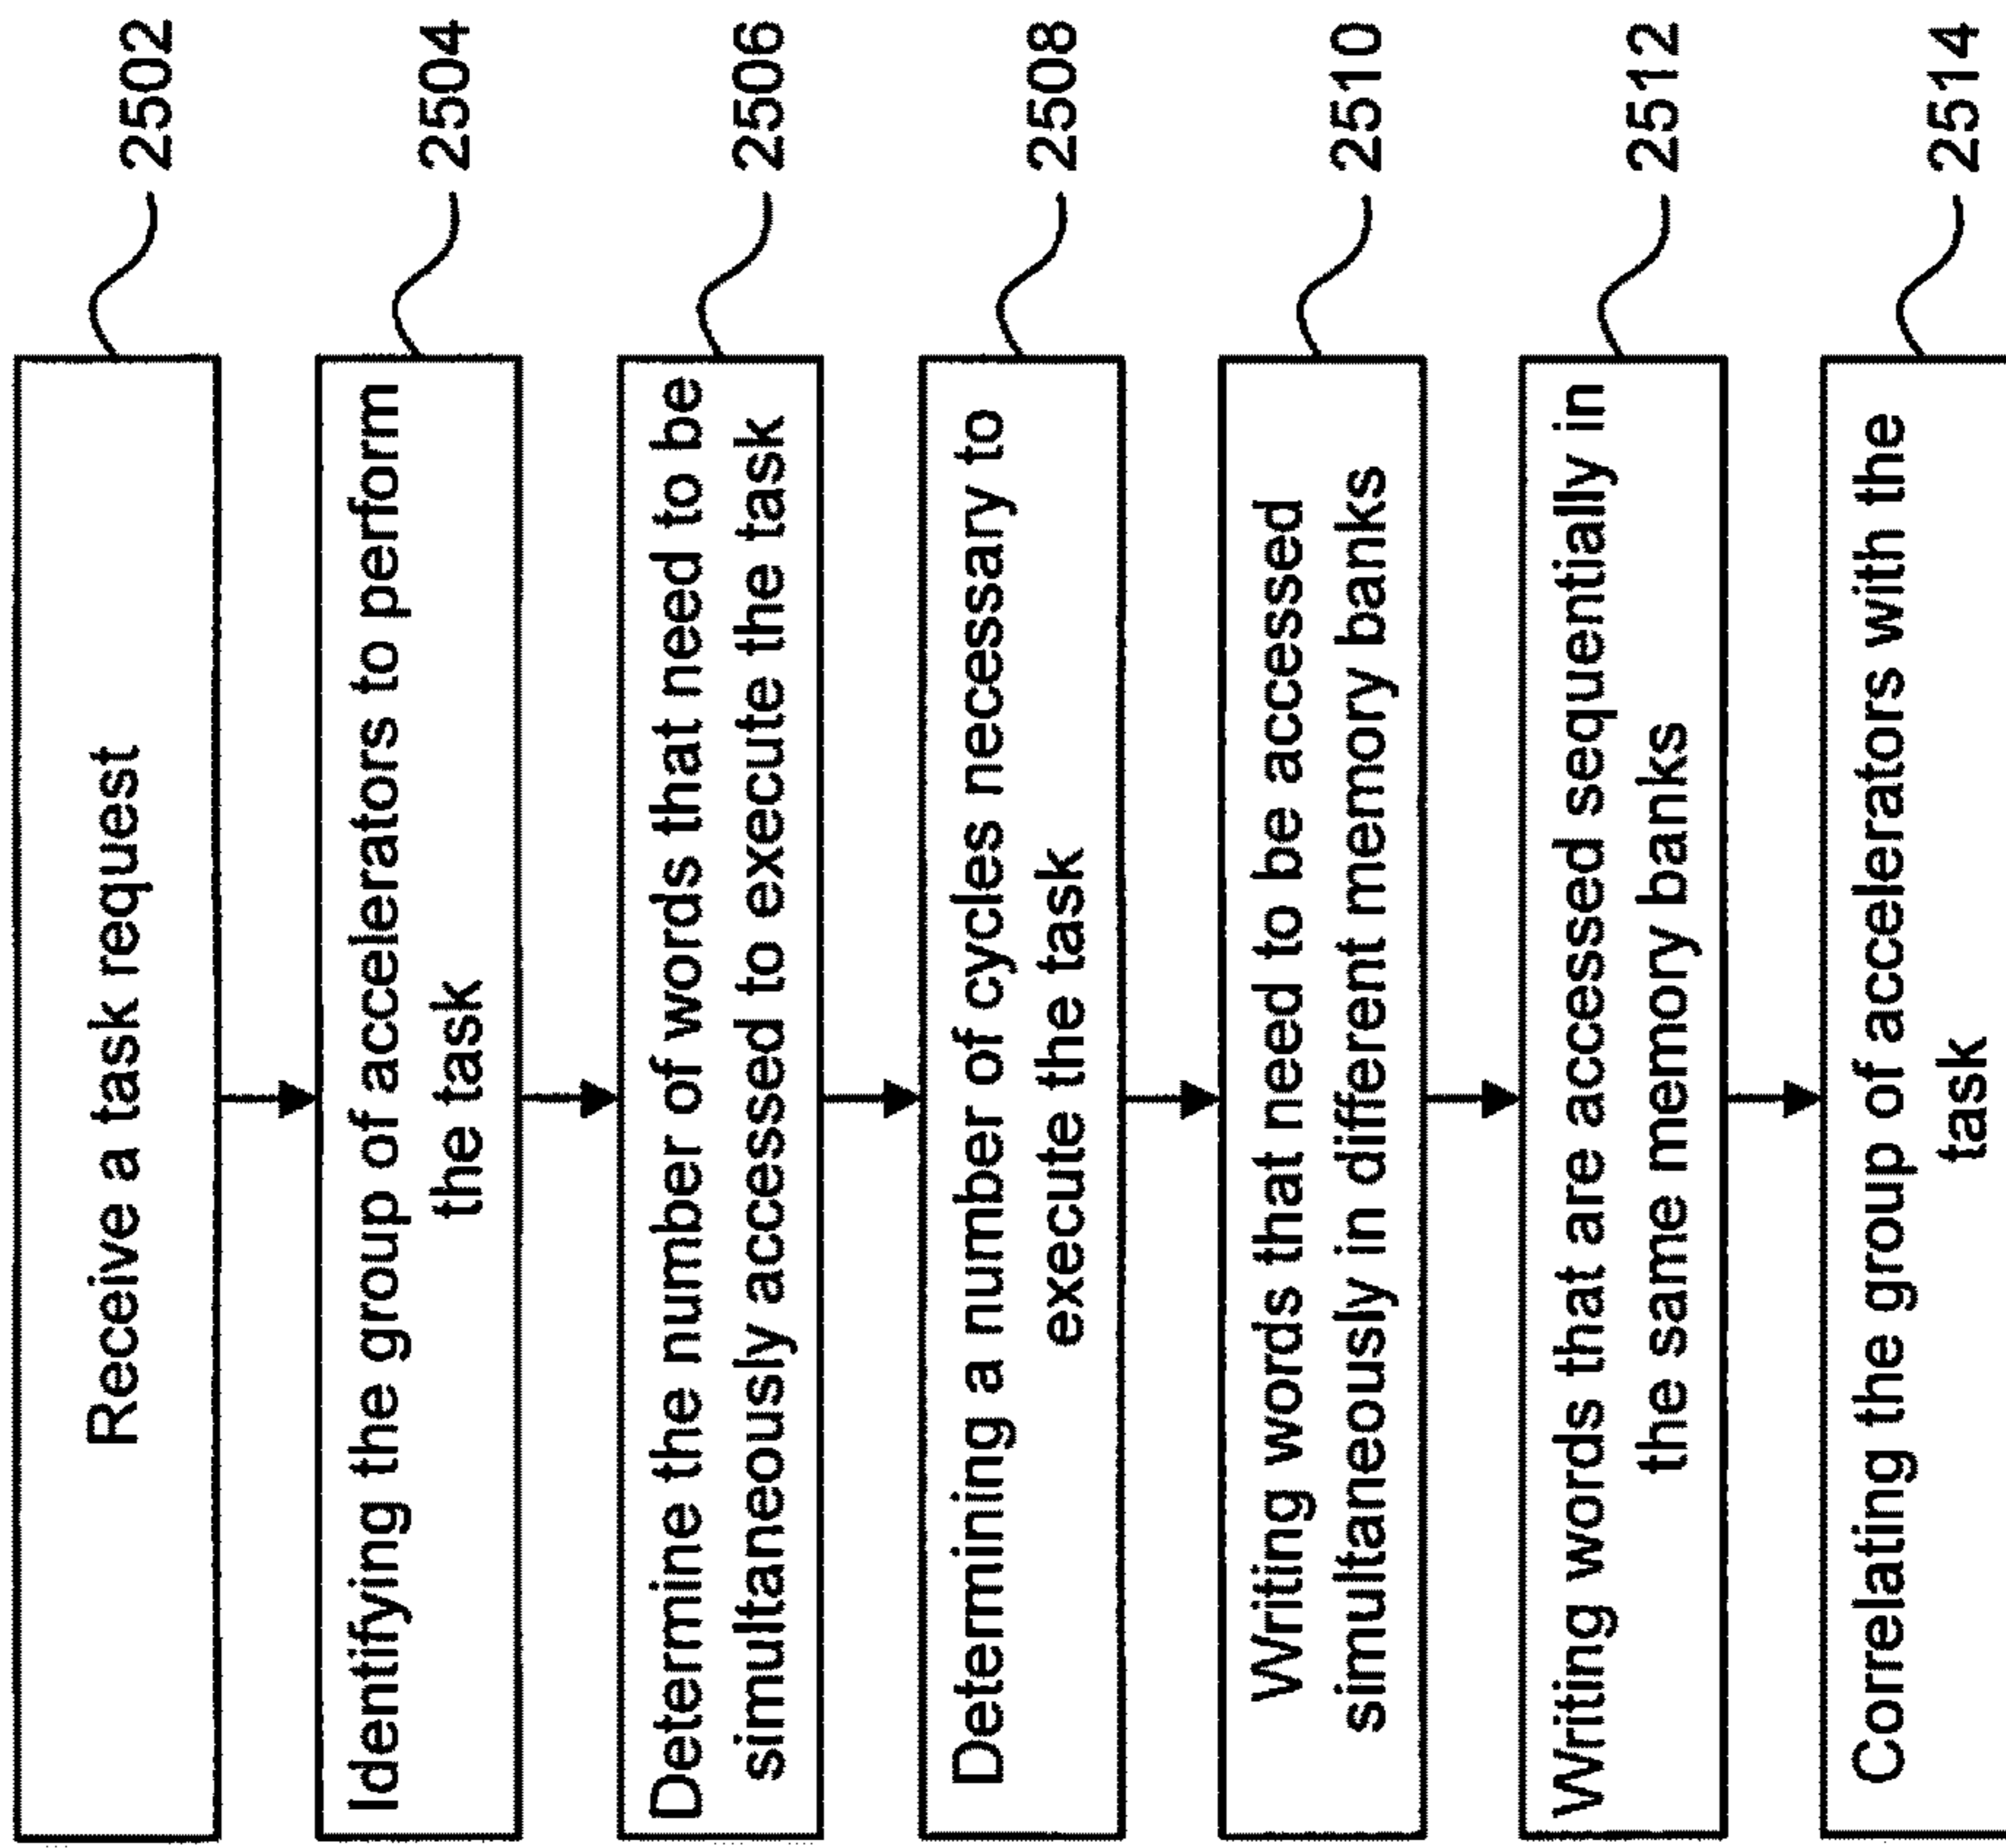 Receive a task request
2502
Identifying the group of accelerators to perform
the task
2504
Determine the number of words that need to be
simultaneously accessed to execute the task
2506
Determining a number of cycles necessary to
execute the task
2508
Writing words that need to be accessed
simultaneously in different memory banks
2510
Writing words that are accessed sequentially in
the same memory banks
2512
Correlating the group of accelerators with the
task
2514